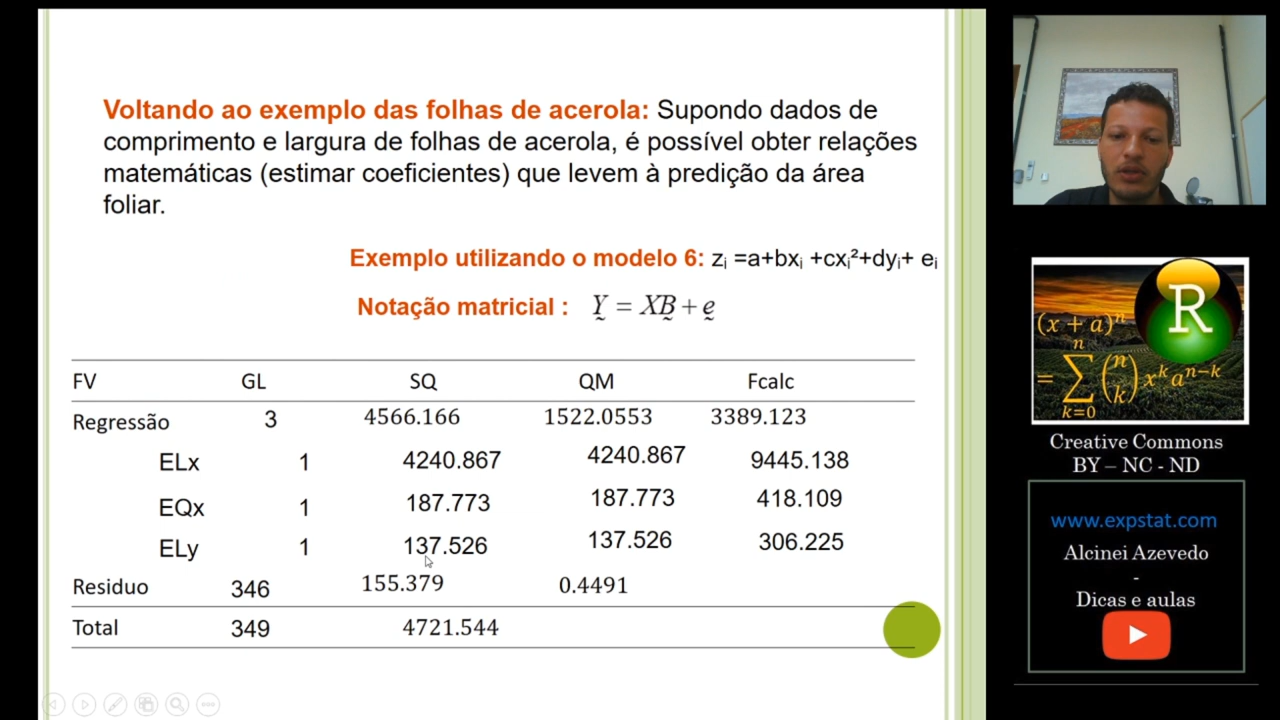 Voltando ao exemplo das folhas de acerola: Supondo dados de
comprimento e largura de folhas de acerola, é possível obter relações
matemáticas (estimar coeficientes) que levem à predição da área
foliar.
Exemplo utilizando o modelo 6: zᵢ =a+bxᵢ +cxᵢ²+dyᵢ+ eᵢ
Notação matricial : Y = XB + e
FV GL SQ QM Fcalc
Regressão 3 4566.166 1522.0553 3389.123
ELx 1 4240.867 4240.867 9445.138
EQx 1 187.773 187.773 418.109
ELy 1 137.526 137.526 306.225
Residuo 346 155.379 0.4491
Total 349 4721.544
R
(x + a)ⁿ
= ∑ₖ₌₀ⁿ (n k) xᵏ aⁿ⁻ᵏ
Creative Commons
BY – NC - ND
www.expstat.com
Alcinei Azevedo
-
Dicas e aulas